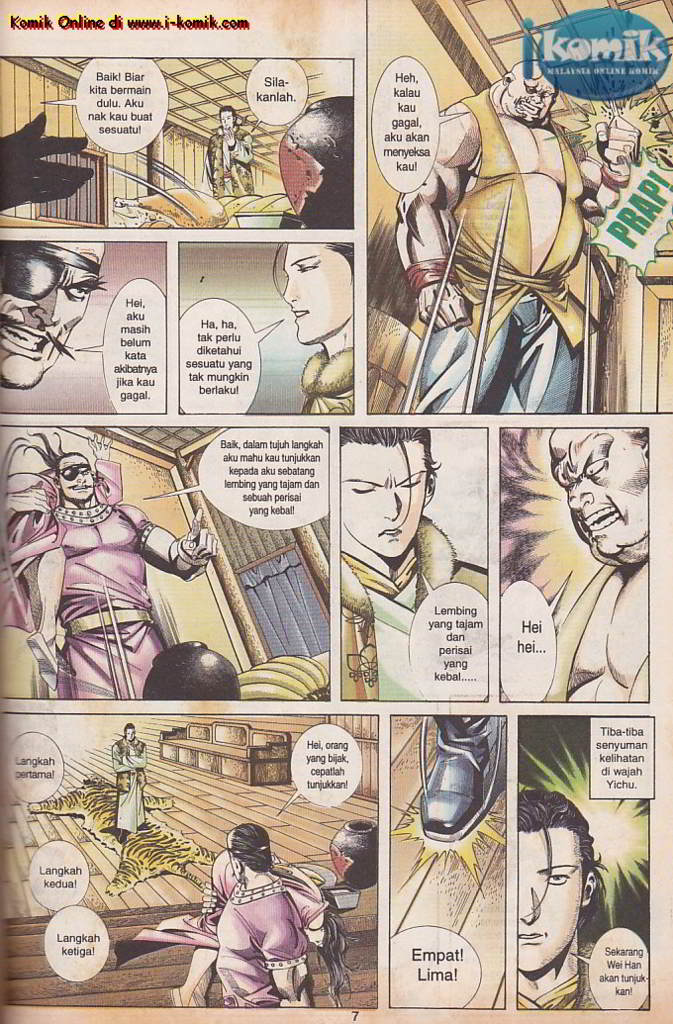 Komik Online di www.i-komik.com
ikomik
MALAYSIA ONLINE KOMIK
Baik! Biar
kita bermain
dulu. Aku
nak kau buat
sesuatu!
Sila-
kanlah.
Heh,
kalau
kau
gagal,
aku akan
menyeksa
kau!
PRAP!
Hei,
aku
masih
belum
kata
akibatnya
jika kau
gagal.
Ha, ha,
tak perlu
diketahui
sesuatu yang
tak mungkin
berlaku!
Baik, dalam tujuh langkah
aku mahu kau tunjukkan
kepada aku sebatang
lembing yang tajam dan
sebuah perisai
yang kebal!
Lembing
yang tajam
dan
perisai
yang
kebal.....
Hei
hei...
Langkah
pertama!
Hei, orang
yang bijak,
cepatlah
tunjukkan!
Langkah
kedua!
Langkah
ketiga!
Empat!
Lima!
Tiba-tiba
senyuman
kelihatan
di wajah
Yichu.
Sekarang
Wei Han
akan tunjuk-
kan!
7